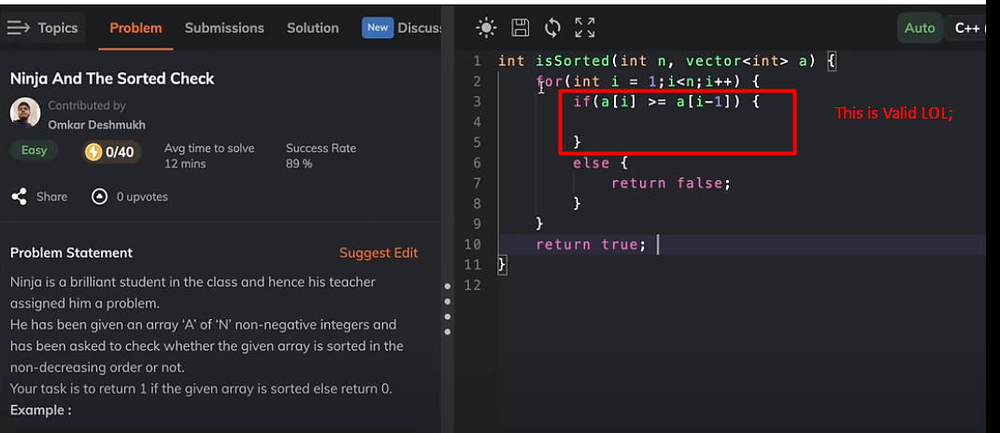 Topics Problem Submissions Solution New Discus
Auto C++ (
Ninja And The Sorted Check
Contributed by
Omkar Deshmukh
Easy 0/40 Avg time to solve Success Rate
12 mins 89 %
Share 0 upvotes
Problem Statement Suggest Edit
Ninja is a brilliant student in the class and hence his teacher
assigned him a problem.
He has been given an array ‘A’ of ‘N’ non-negative integers and
has been asked to check whether the given array is sorted in the
non-decreasing order or not.
Your task is to return 1 if the given array is sorted else return 0.
Example :
1 int isSorted(int n, vector<int> a) {
2 for(int i = 1;i<n;i++) {
3 if(a[i] >= a[i-1]) {
4
5 }
6 else {
7 return false;
8 }
9 }
10 return true;
11 }
12
This is Valid LOL;